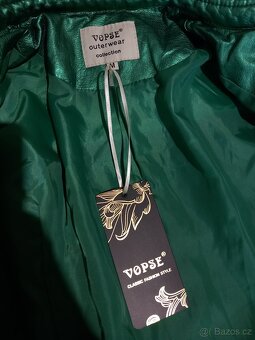 VOPSE®
outerwear
collection
M
VOPSE®
CLASSIC FASHION STYLE
© Bazos.cz